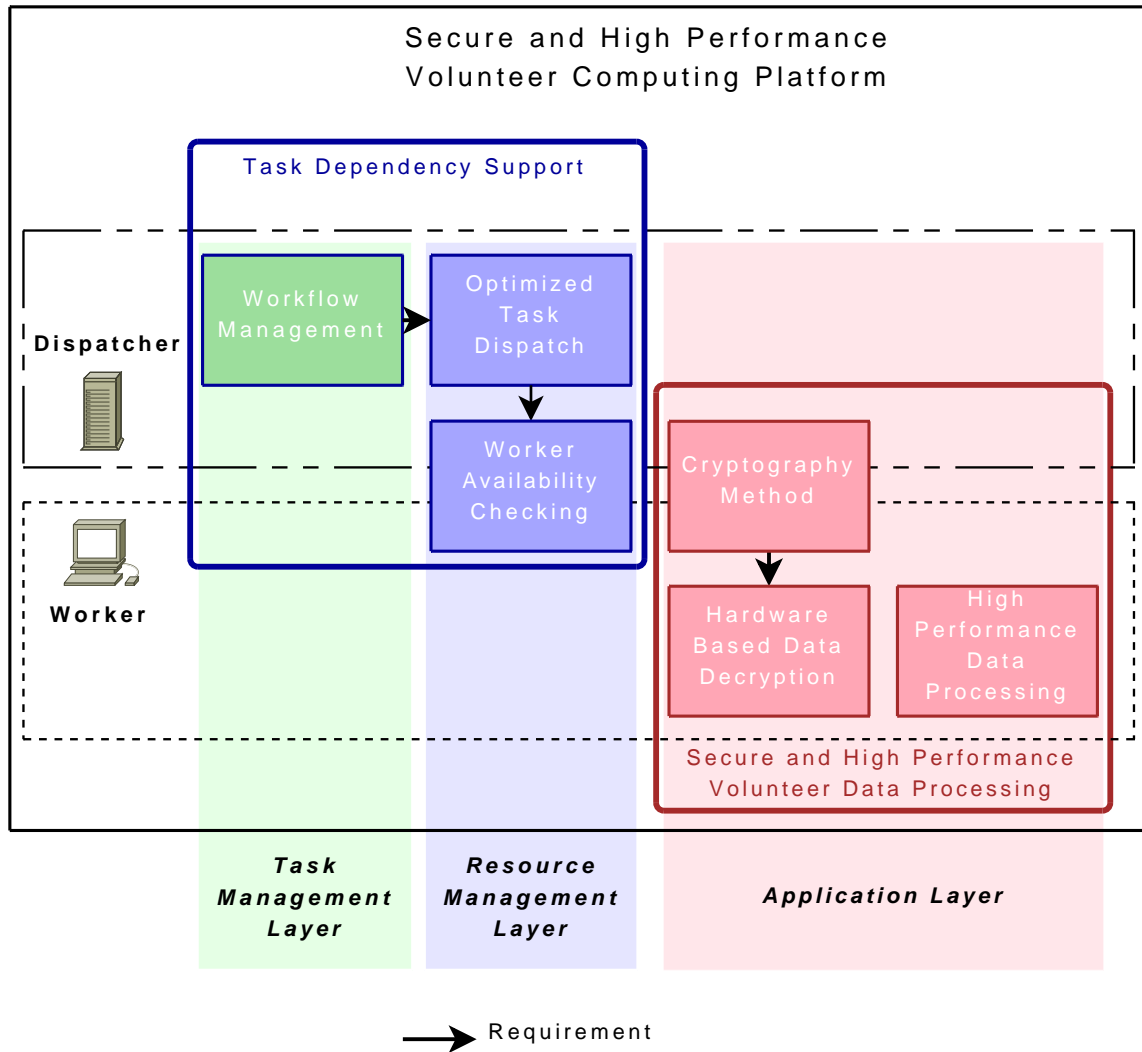 Secure and High Performance
Volunteer Computing Platform
Task Dependency Support
Workflow
Management
Optimized
Task
Dispatch
Dispatcher
Worker
Availability
Checking
Cryptography
Method
Worker
Hardware
Based Data
Decryption
High
Performance
Data
Processing
Secure and High Performance
Volunteer Data Processing
Task
Management
Layer
Resource
Management
Layer
Application Layer
Requirement